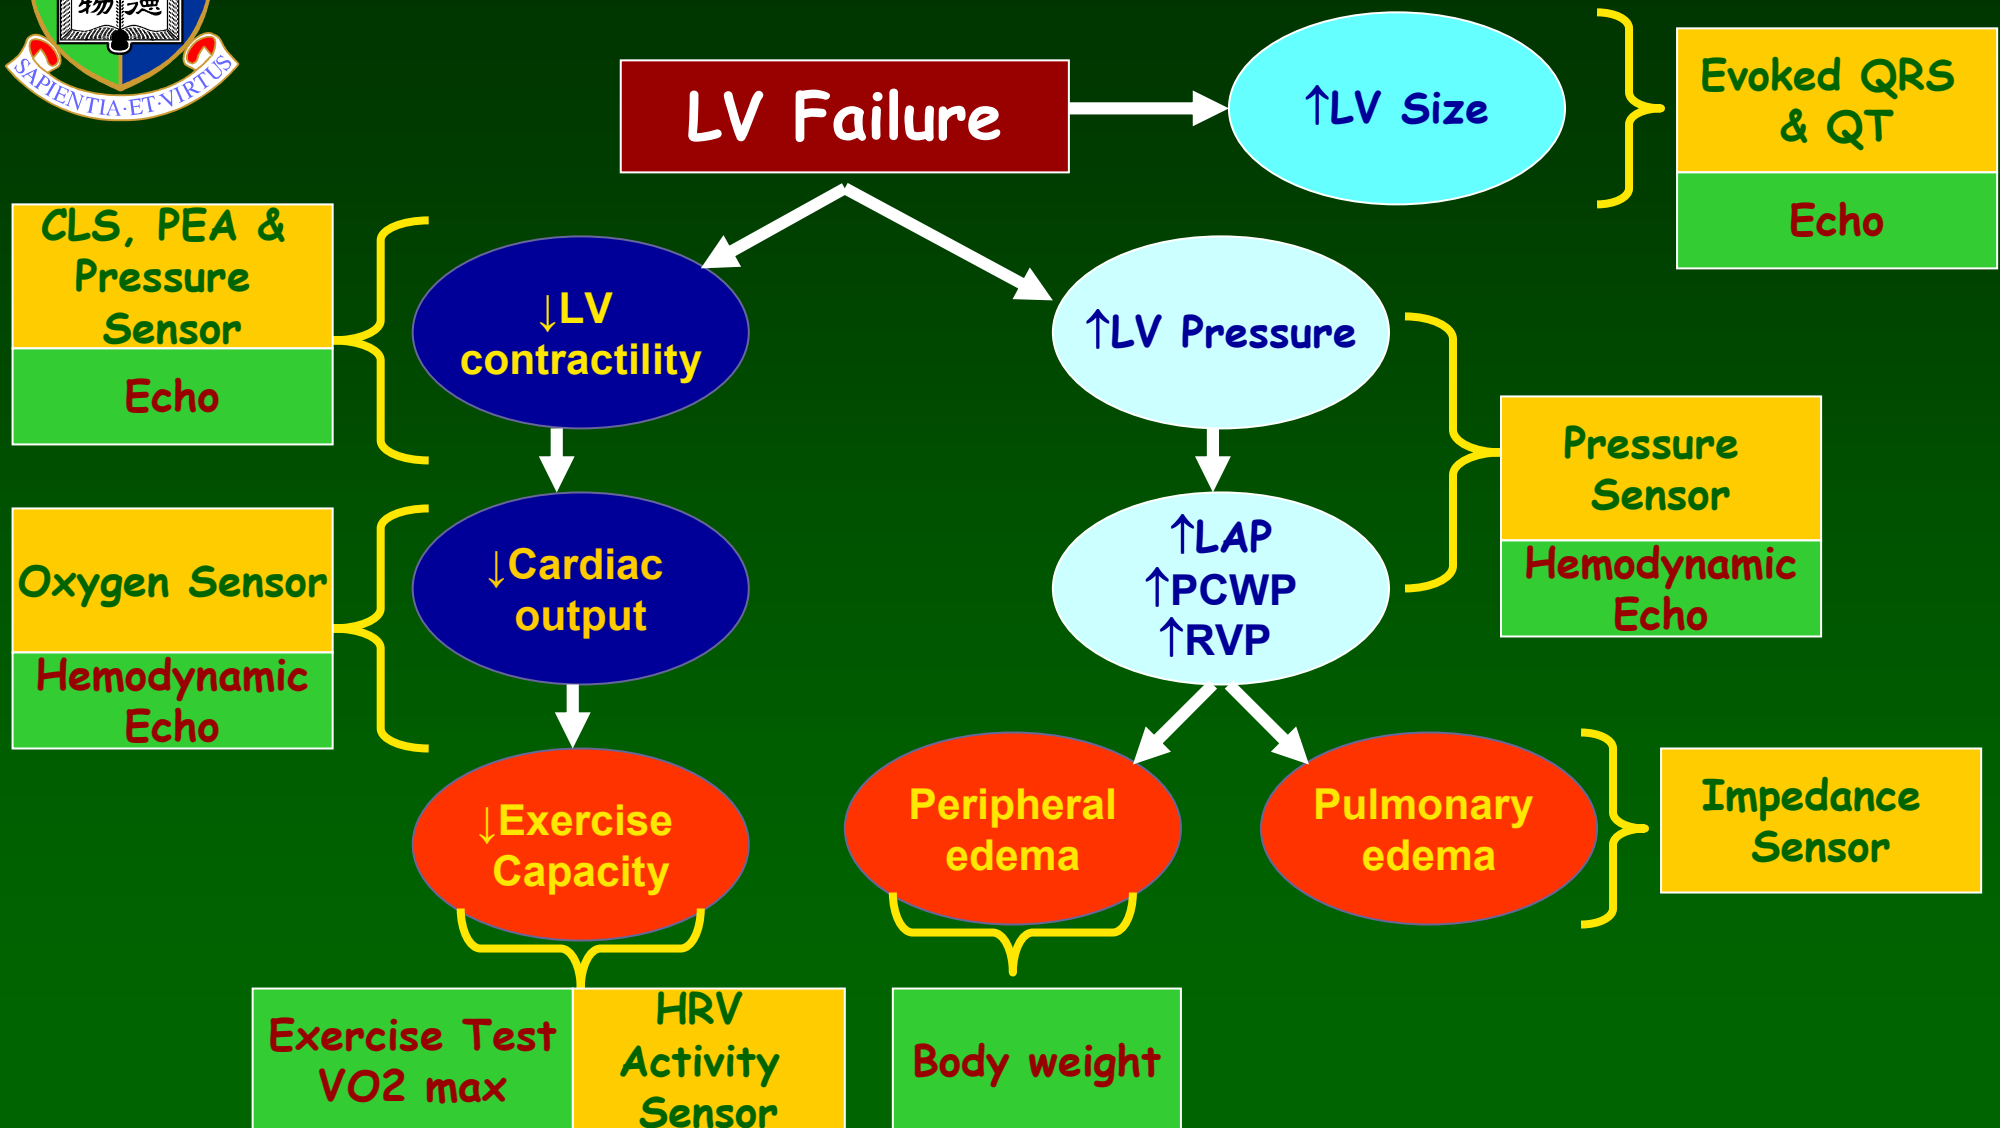 物 德
SAPIENTIA·ET·VIRTUS
LV Failure
↑LV Size
Evoked QRS
& QT
Echo
CLS, PEA &
Pressure
Sensor
Echo
↓LV
contractility
↑LV Pressure
Pressure
Sensor
Hemodynamic
Echo
Oxygen Sensor
Hemodynamic
Echo
↓Cardiac
output
↑LAP
↑PCWP
↑RVP
↓Exercise
Capacity
Peripheral
edema
Pulmonary
edema
Impedance
Sensor
Exercise Test
VO2 max
HRV
Activity
Sensor
Body weight